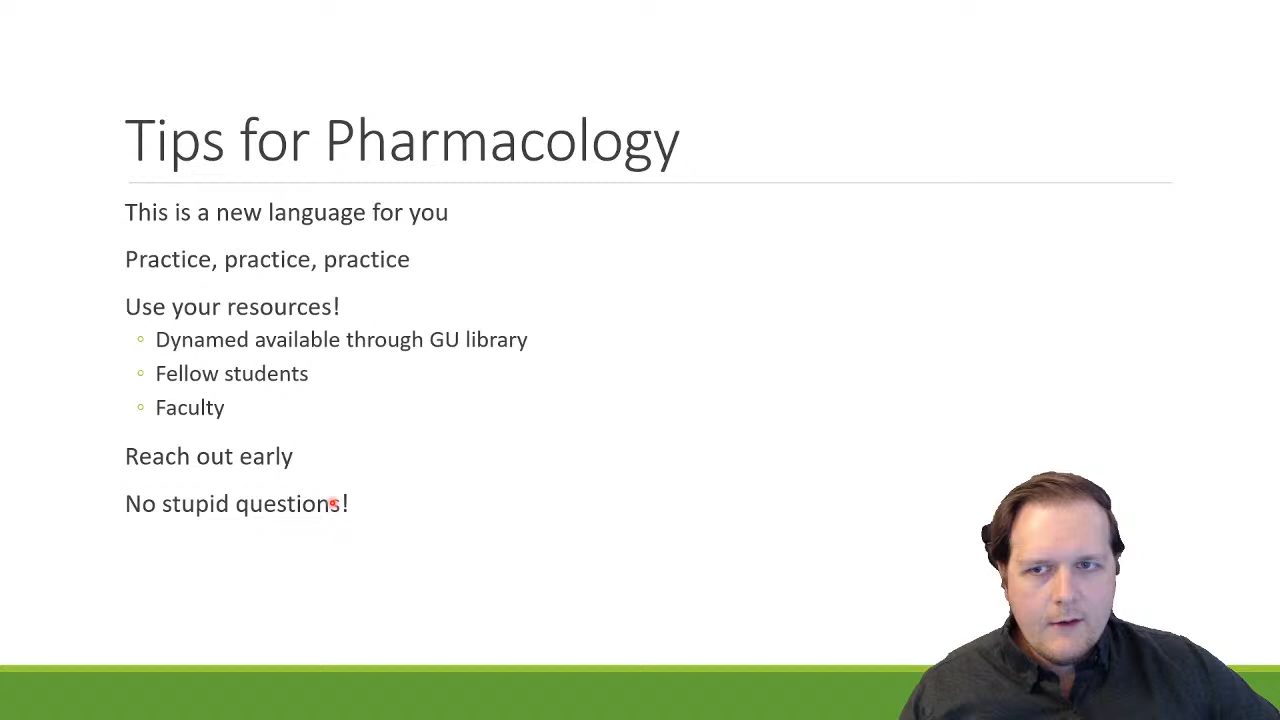 Tips for Pharmacology
This is a new language for you
Practice, practice, practice
Use your resources!
Dynamed available through GU library
Fellow students
Faculty
Reach out early
No stupid questions!